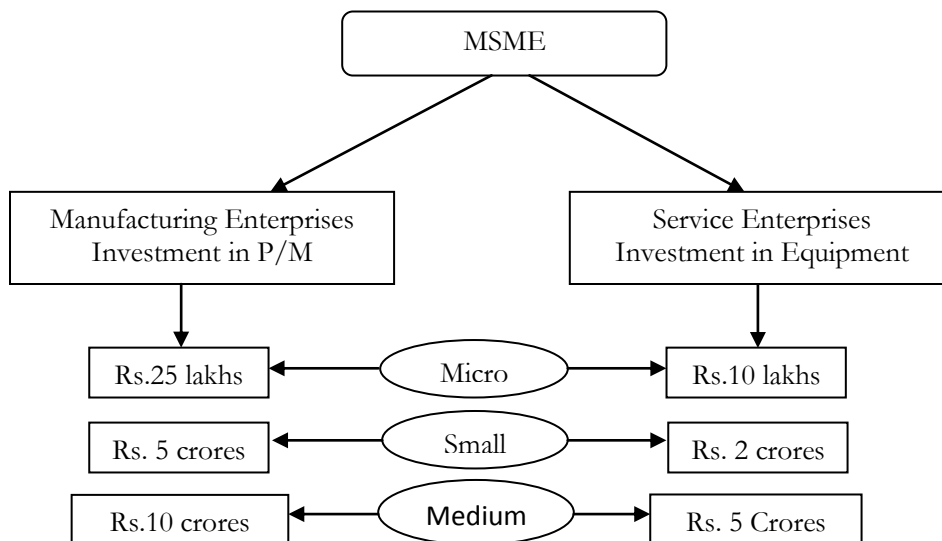 MSME
Manufacturing Enterprises
Investment in P/M
Service Enterprises
Investment in Equipment
Rs.25 lakhs
Micro
Rs.10 lakhs
Rs. 5 crores
Small
Rs. 2 crores
Rs.10 crores
Medium
Rs. 5 Crores